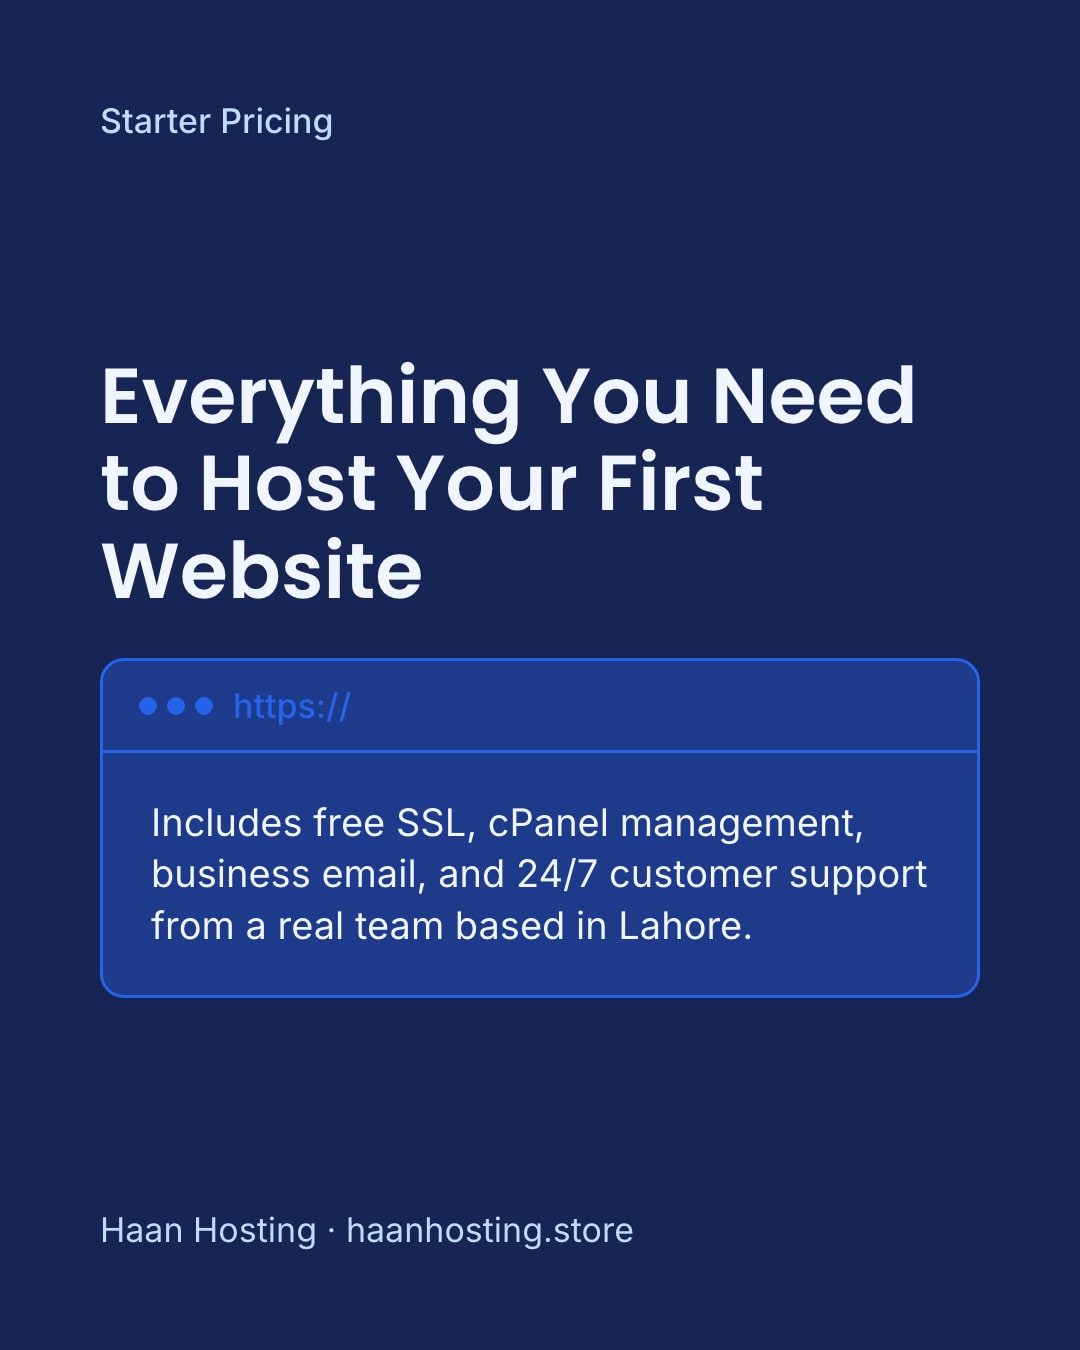 Starter Pricing
Everything You Need
to Host Your First
Website
https://
Includes free SSL, cPanel management,
business email, and 24/7 customer support
from a real team based in Lahore.
Haan Hosting · haanhosting.store